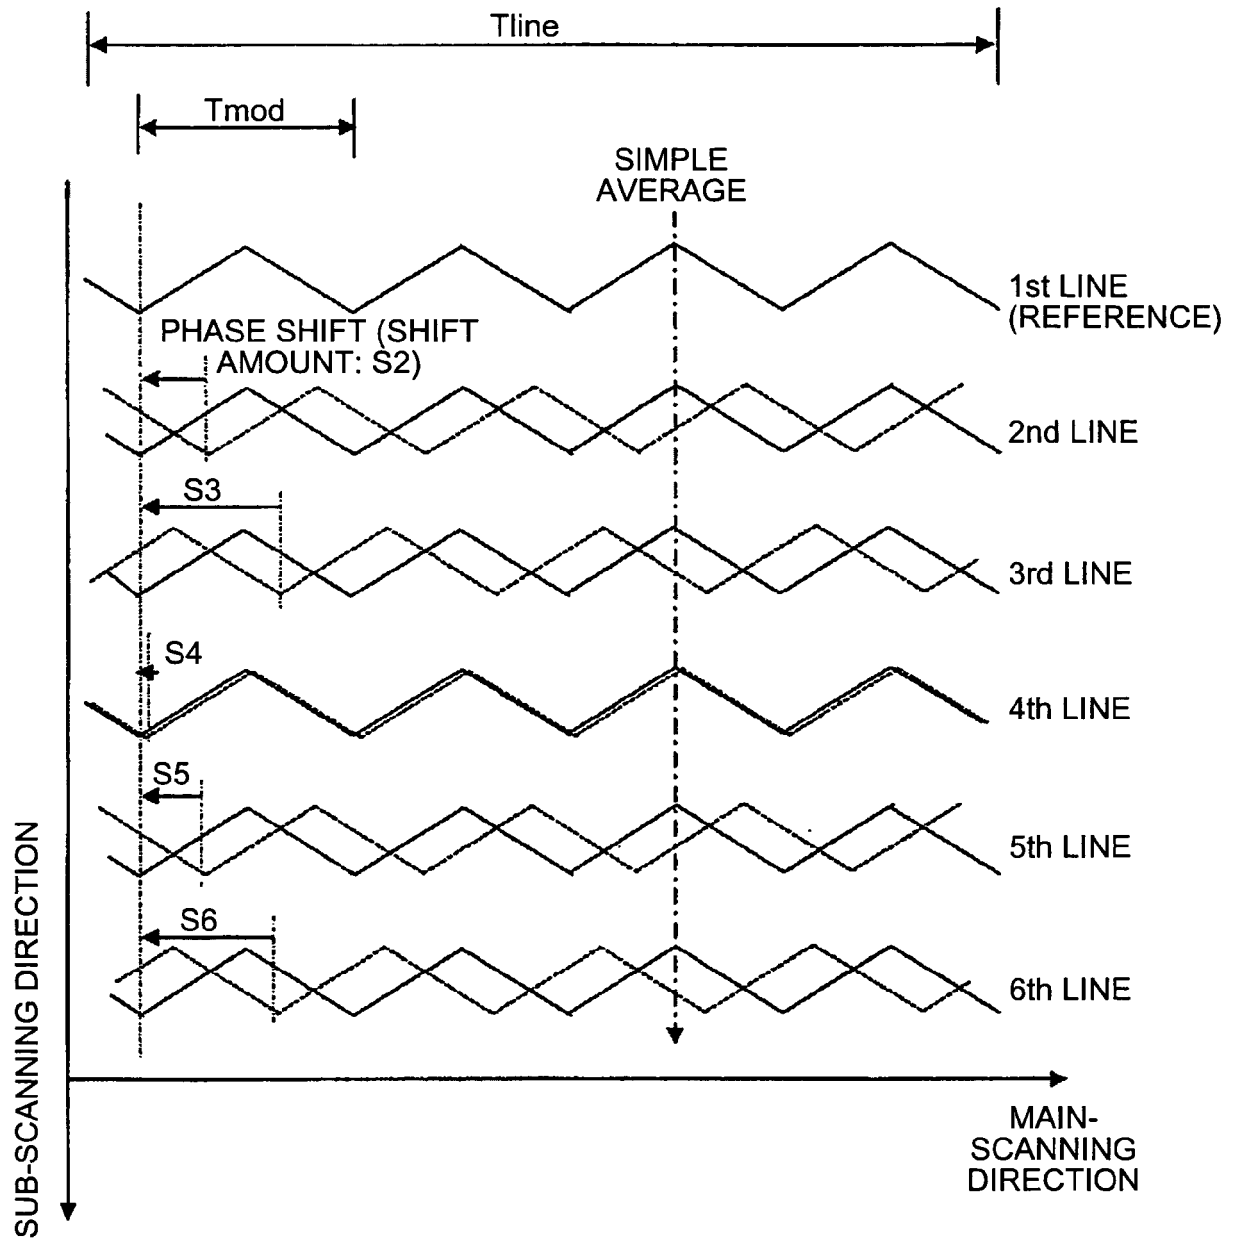 Tline
Tmod
SIMPLE
AVERAGE
1st LINE
(REFERENCE)
PHASE SHIFT (SHIFT
AMOUNT: S2)
2nd LINE
S3
3rd LINE
S4
4th LINE
S5
5th LINE
S6
6th LINE
SUB-SCANNING DIRECTION
MAIN-
SCANNING
DIRECTION